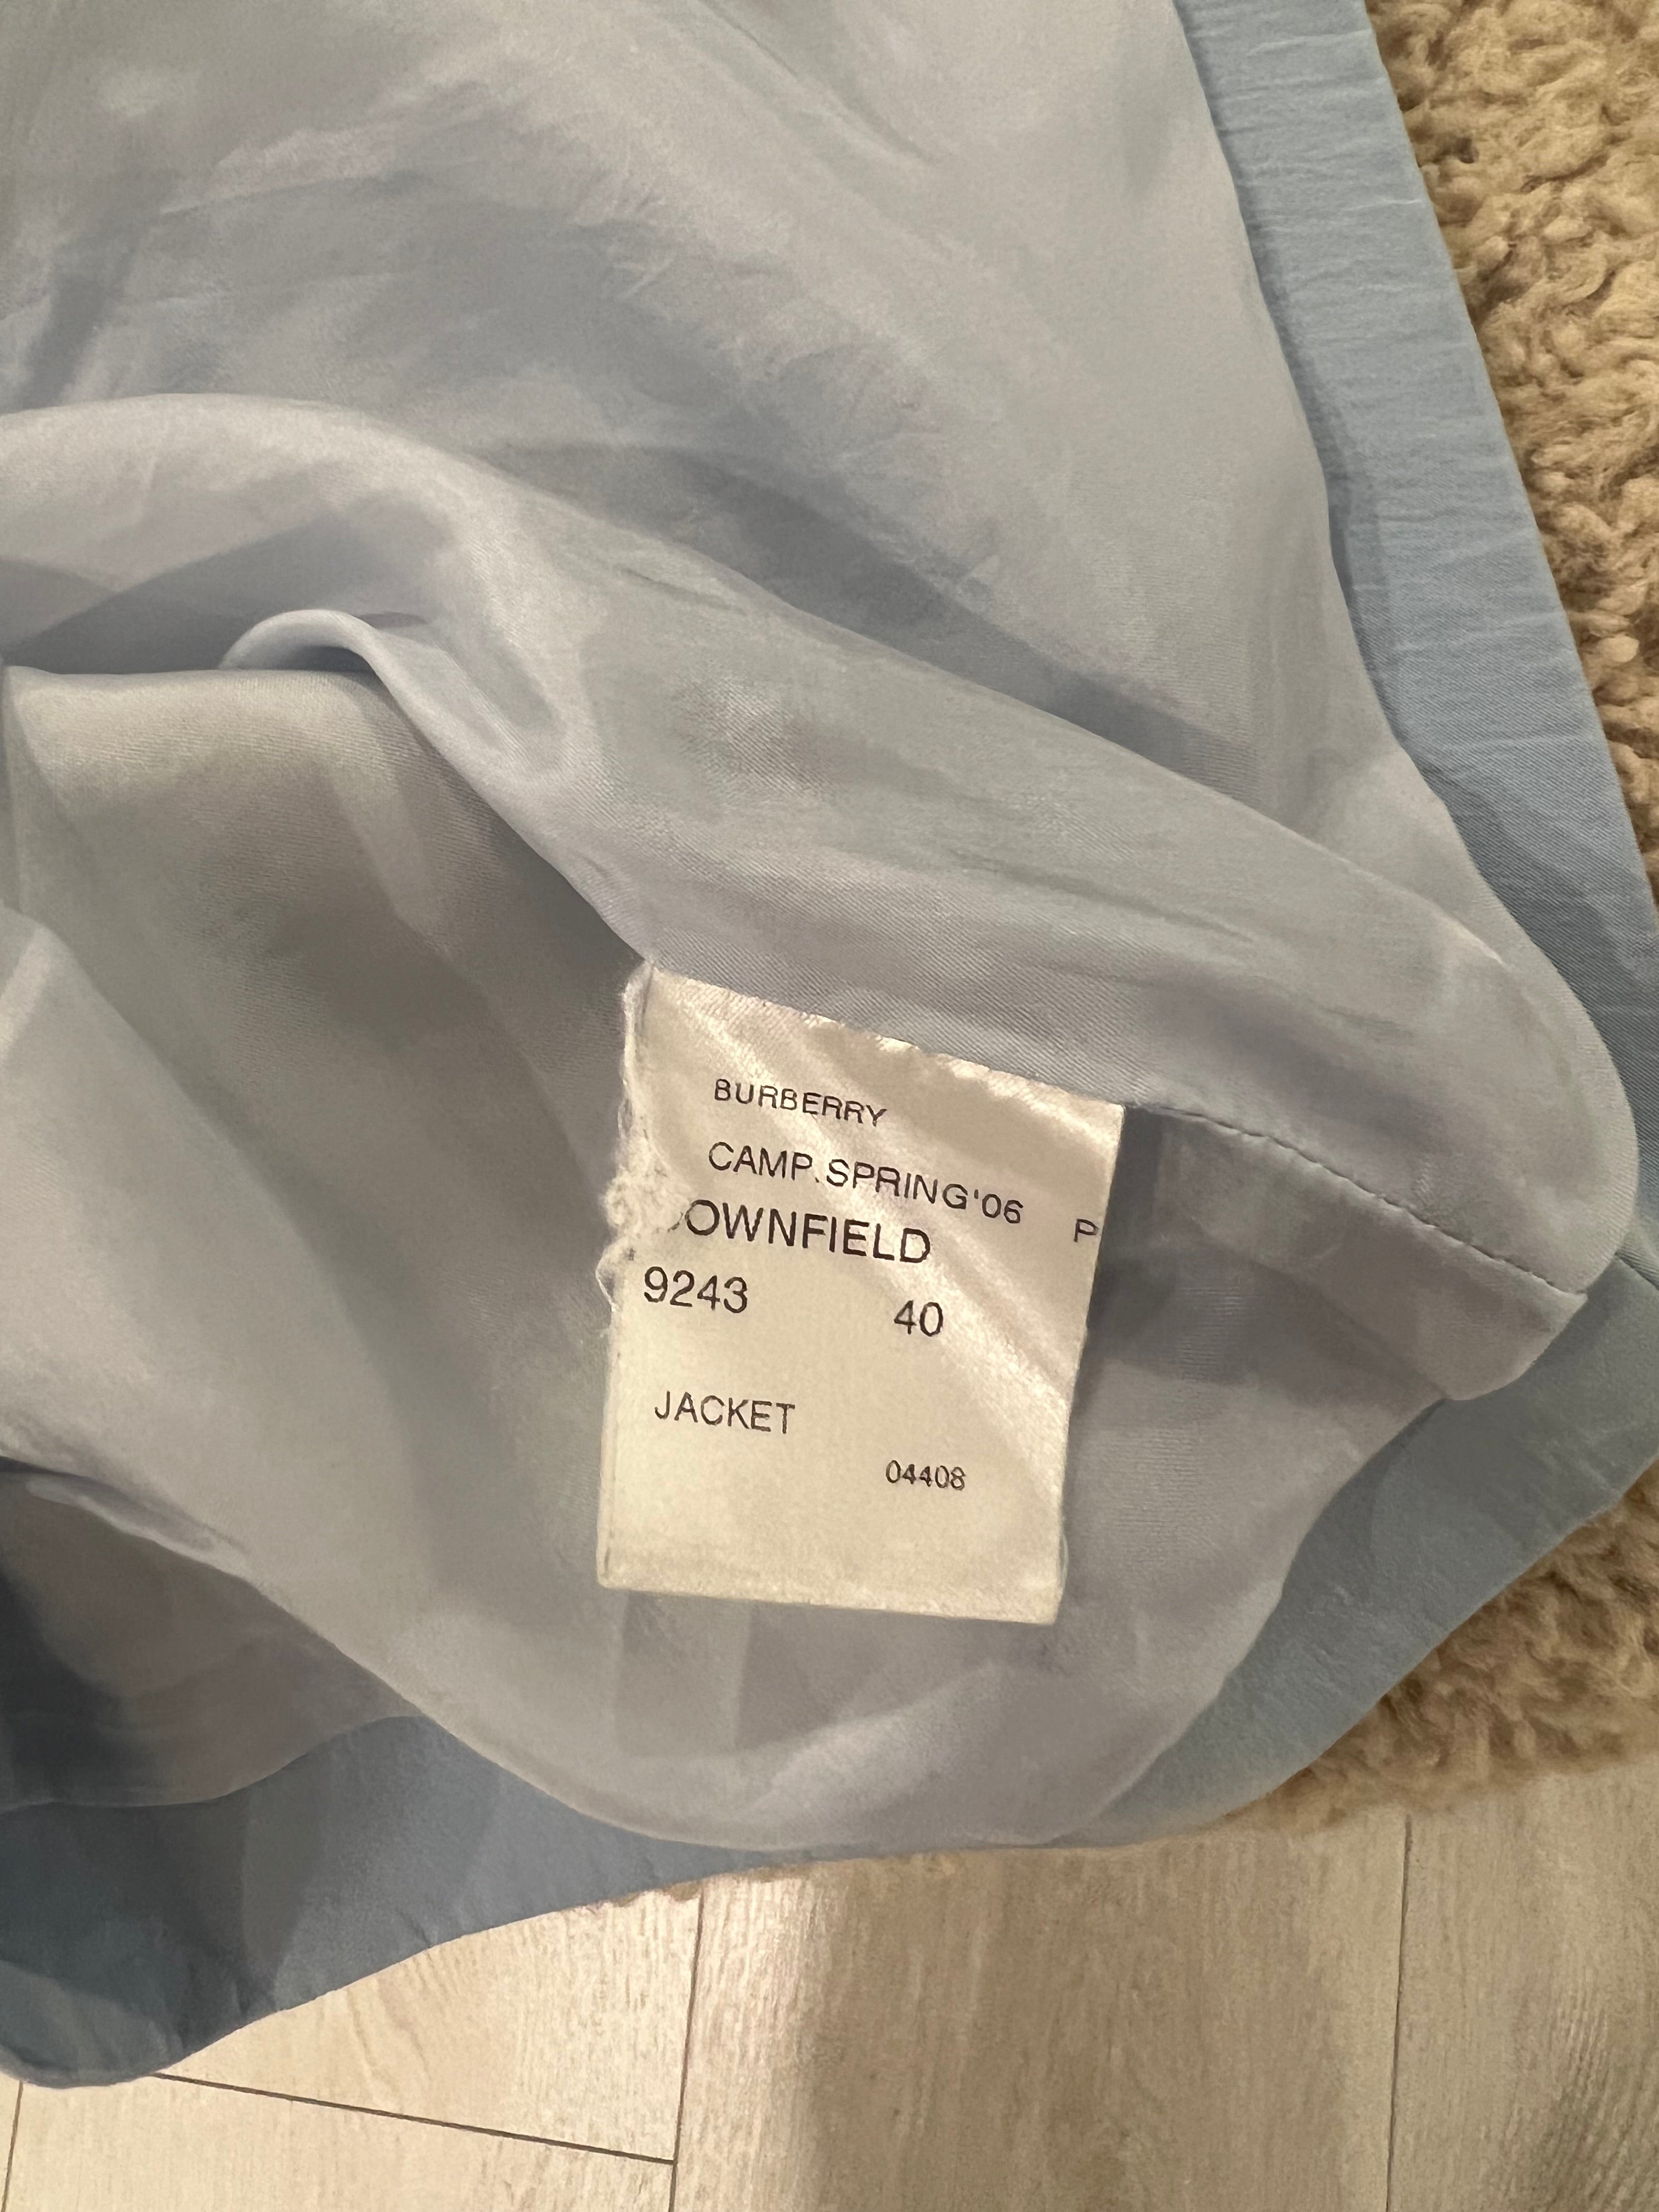 BURBERRY
CAMP.SPRING'06 P
OWNFIELD
9243 40
JACKET
04408